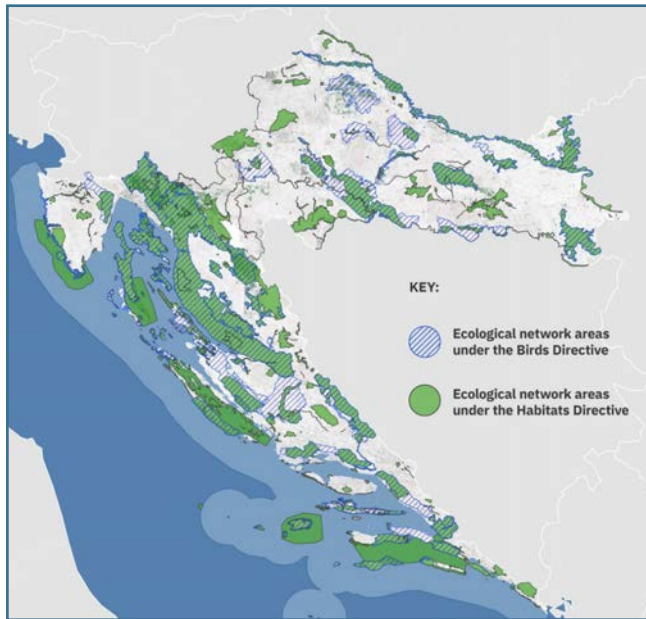 KEY:
Ecological network areas
under the Birds Directive
Ecological network areas
under the Habitats Directive